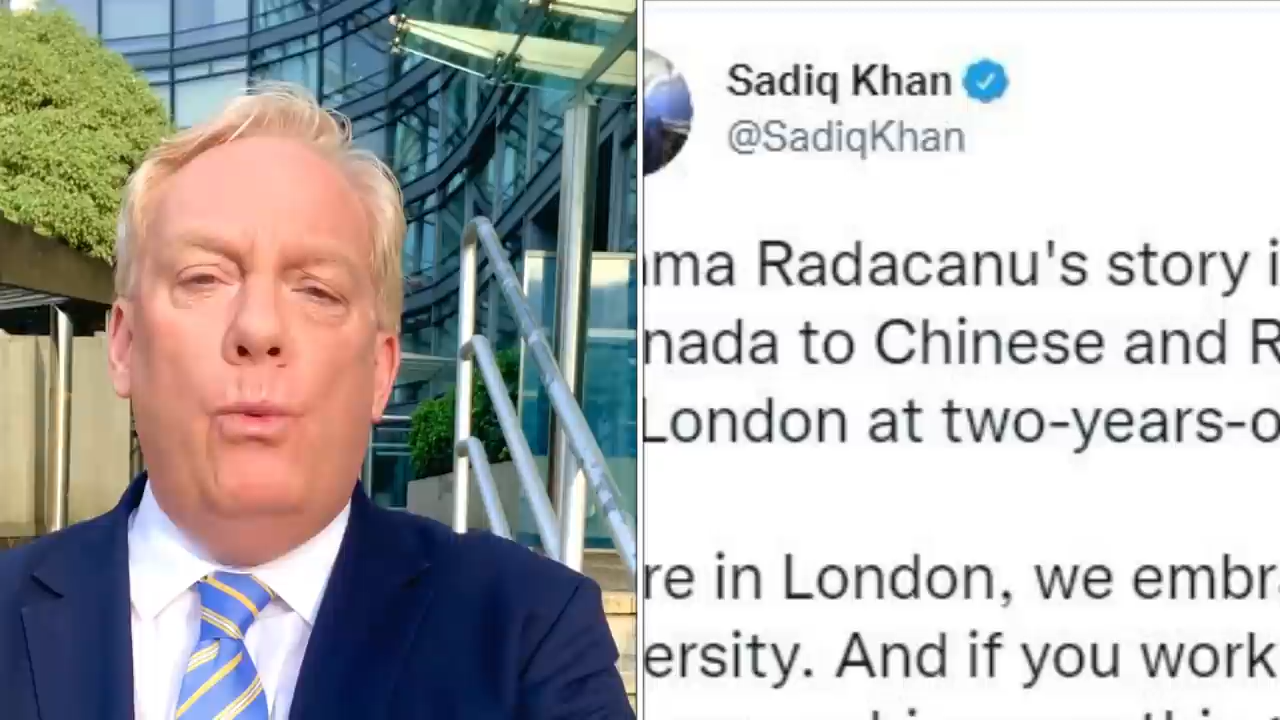 Sadiq Khan
@SadiqKhan
ma Radacanu's story i
nada to Chinese and R
London at two-years-o
re in London, we embr
ersity. And if you work